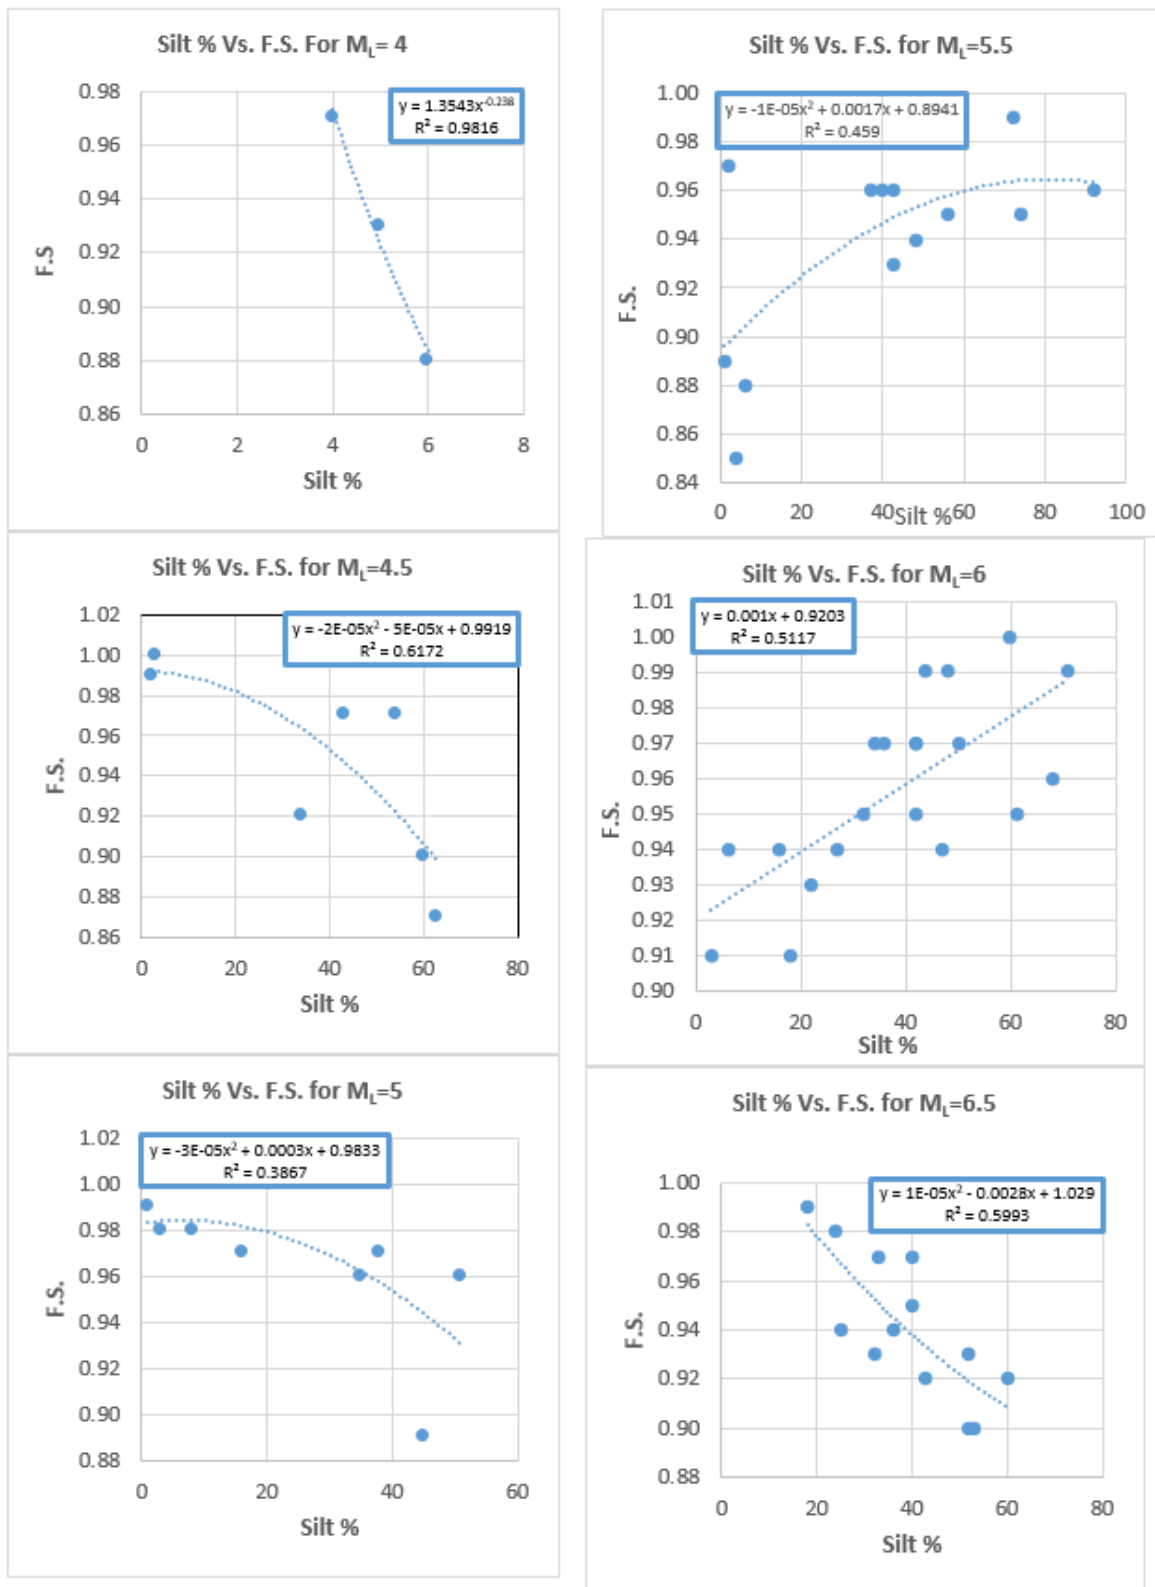 Silt % Vs. F.S. For M_L= 4
y = 1.3543x^-0.238
R² = 0.9816
0.98
0.96
0.94
0.92
0.90
0.88
0.86
F.S
0 2 4 6 8
Silt %
Silt % Vs. F.S. for M_L=5.5
y = -1E-05x² + 0.0017x + 0.8941
R² = 0.459
1.00
0.98
0.96
0.94
0.92
0.90
0.88
0.86
0.84
F.S.
0 20 40 60 80 100
Silt %
Silt % Vs. F.S. for M_L=4.5
y = -2E-05x² - 5E-05x + 0.9919
R² = 0.6172
1.02
1.00
0.98
0.96
0.94
0.92
0.90
0.88
0.86
F.S.
0 20 40 60 80
Silt %
Silt % Vs. F.S. for M_L=6
y = 0.001x + 0.9203
R² = 0.5117
1.01
1.00
0.99
0.98
0.97
0.96
0.95
0.94
0.93
0.92
0.91
0.90
F.S.
0 20 40 60 80
Silt %
Silt % Vs. F.S. for M_L=5
y = -3E-05x² + 0.0003x + 0.9833
R² = 0.3867
1.02
1.00
0.98
0.96
0.94
0.92
0.90
0.88
F.S.
0 20 40 60
Silt %
Silt % Vs. F.S. for M_L=6.5
y = 1E-05x² - 0.0028x + 1.029
R² = 0.5993
1.00
0.98
0.96
0.94
0.92
0.90
0.88
F.S.
0 20 40 60 80
Silt %